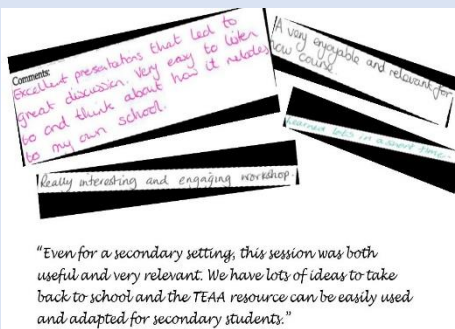 Comments:
Excellent presentations that led to
great discussion. Very easy to listen
to and think about how it relates
to my own school.
A very enjoyable and relevant for
now course.
Learned lots in a short time.
Really interesting and engaging workshop.
"Even for a secondary setting, this session was both
useful and very relevant. We have lots of ideas to take
back to school and the TEAA resource can be easily used
and adapted for secondary students."